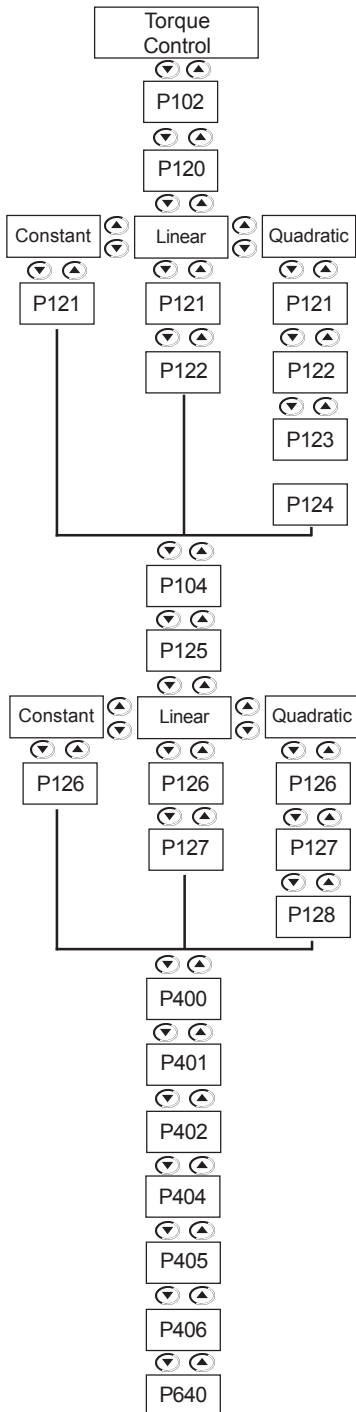 Torque
Control
P102
P120
Constant Linear Quadratic
P121 P121 P121
P122 P122
P123
P124
P104
P125
Constant Linear Quadratic
P126 P126 P126
P127 P127
P128
P400
P401
P402
P404
P405
P406
P640